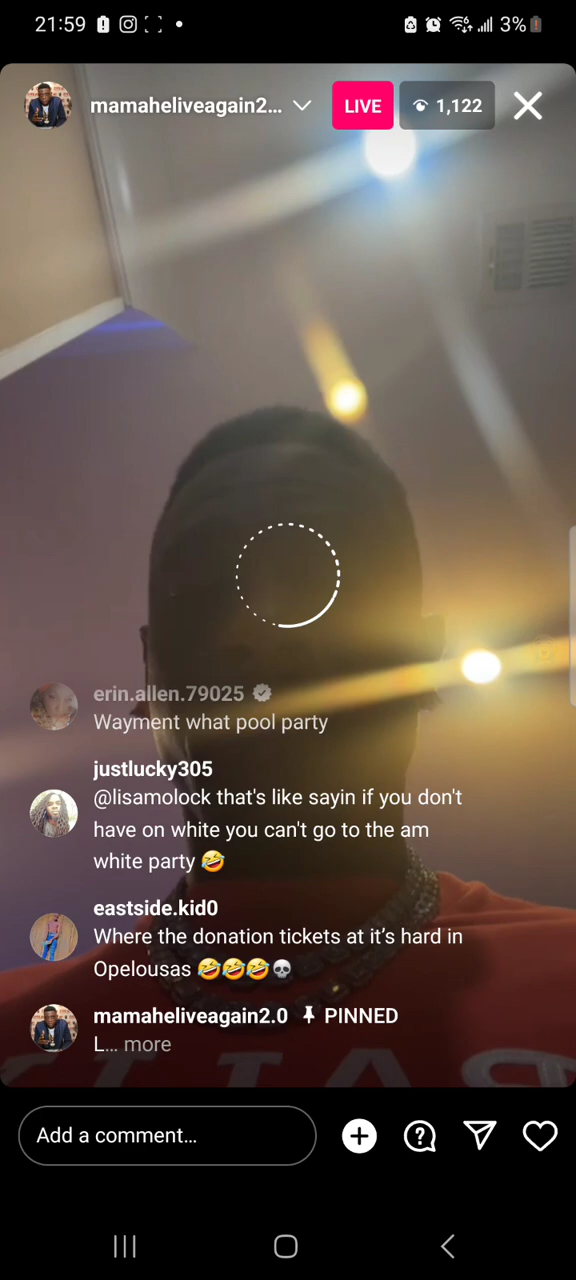 21:59
3%
mamaheliveagain2...
LIVE
1,122
erin.allen.79025
Wayment what pool party
justlucky305
@lisamolock that's like sayin if you don't
have on white you can't go to the am
white party 🤣
eastside.kid0
Where the donation tickets at it’s hard in
Opelousas 🤣🤣🤣💀
mamaheliveagain2.0 PINNED
L... more
Add a comment...